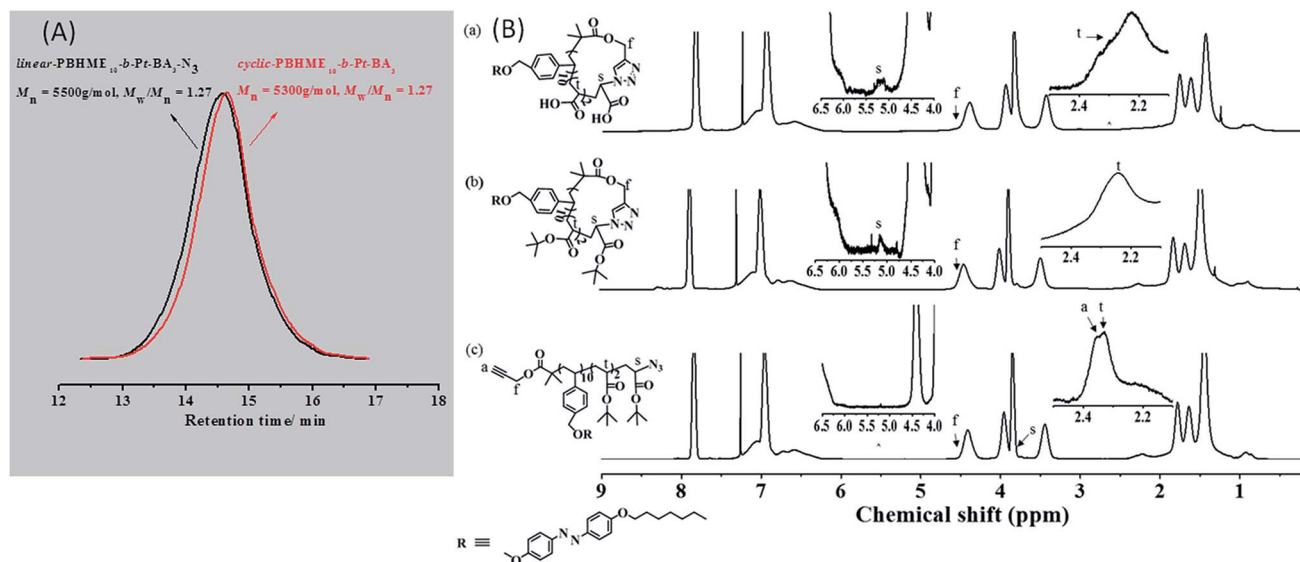 (A)
linear-PBHME10-b-Pt-BA3-N3
Mn = 5500g/mol, Mw/Mn = 1.27
cyclic-PBHME10-b-Pt-BA3
Mn = 5300g/mol, Mw/Mn = 1.27
12 13 14 15 16 17 18
Retention time/ min
(a) (B)
O
O f
RO
s
N N N
t
2
HO O
O
HO
6.5 6.0 5.5 5.0 4.5 4.0
s
t
2.4 2.2
f
(b)
O
O f
RO
s
N N N
t
2
O O
O O
6.5 6.0 5.5 5.0 4.5 4.0
s
t
2.4 2.2
f
(c)
a
f
O
O
10
t
2
s
N3
O O
O O
OR
6.5 6.0 5.5 5.0 4.5 4.0
a t
2.4 2.2
f
s
9 8 7 6 5 4 3 2 1
Chemical shift (ppm)
R ≡
O
N N
O